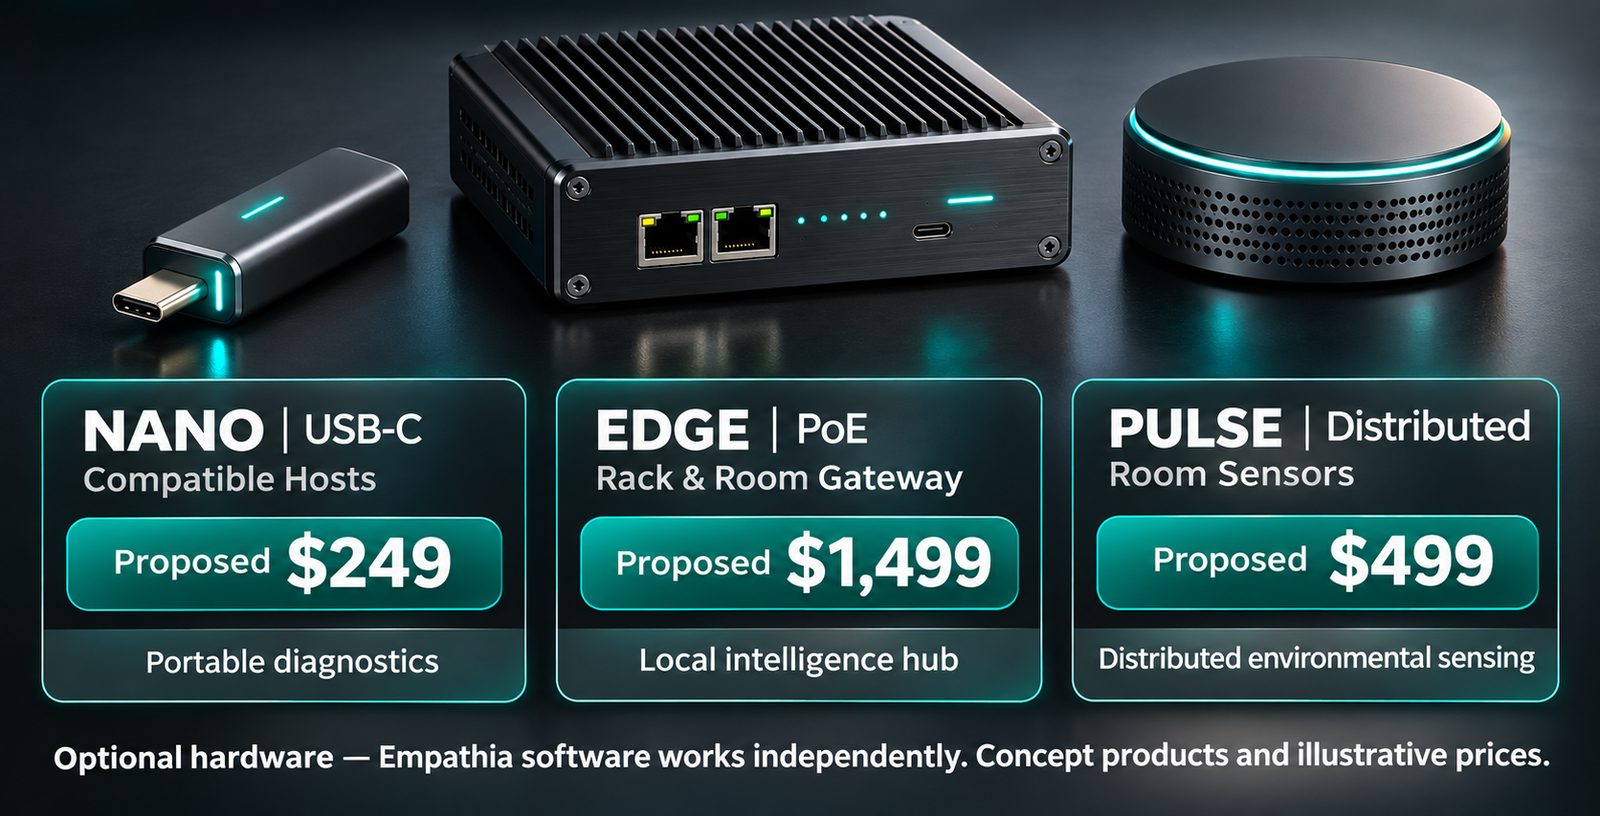 NANO | USB-C
Compatible Hosts
Proposed $249
Portable diagnostics
EDGE | PoE
Rack & Room Gateway
Proposed $1,499
Local intelligence hub
PULSE | Distributed
Room Sensors
Proposed $499
Distributed environmental sensing
Optional hardware — Empathia software works independently. Concept products and illustrative prices.